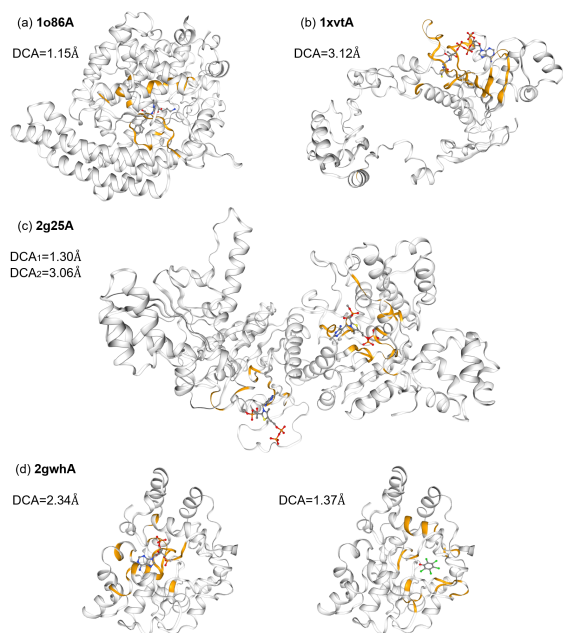 (a) 1o86A
DCA=1.15Å
(b) 1xvtA
DCA=3.12Å
(c) 2g25A
DCA1=1.30Å
DCA2=3.06Å
(d) 2gwhA
DCA=2.34Å
DCA=1.37Å